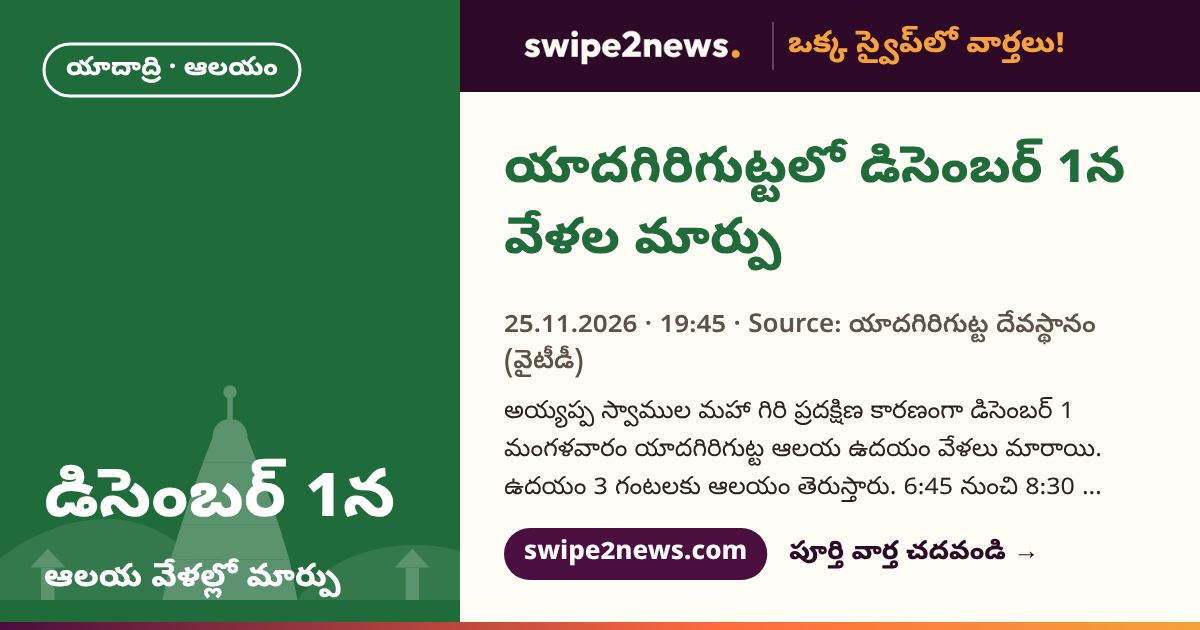 యాదాద్రి · ఆలయం
డిసెంబర్ 1న
ఆలయ వేళల్లో మార్పు
swipe2news.
ఒక్క స్వైప్‌లో వార్తలు!
యాదగిరిగుట్టలో డిసెంబర్ 1న
వేళల మార్పు
25.11.2026 · 19:45 · Source: యాదగిరిగుట్ట దేవస్థానం
(వైటీడీ)
అయ్యప్ప స్వాముల మహా గిరి ప్రదక్షిణ కారణంగా డిసెంబర్ 1
మంగళవారం యాదగిరిగుట్ట ఆలయ ఉదయం వేళలు మారాయి.
ఉదయం 3 గంటలకు ఆలయం తెరుస్తారు. 6:45 నుంచి 8:30 ...
swipe2news.com
పూర్తి వార్త చదవండి →